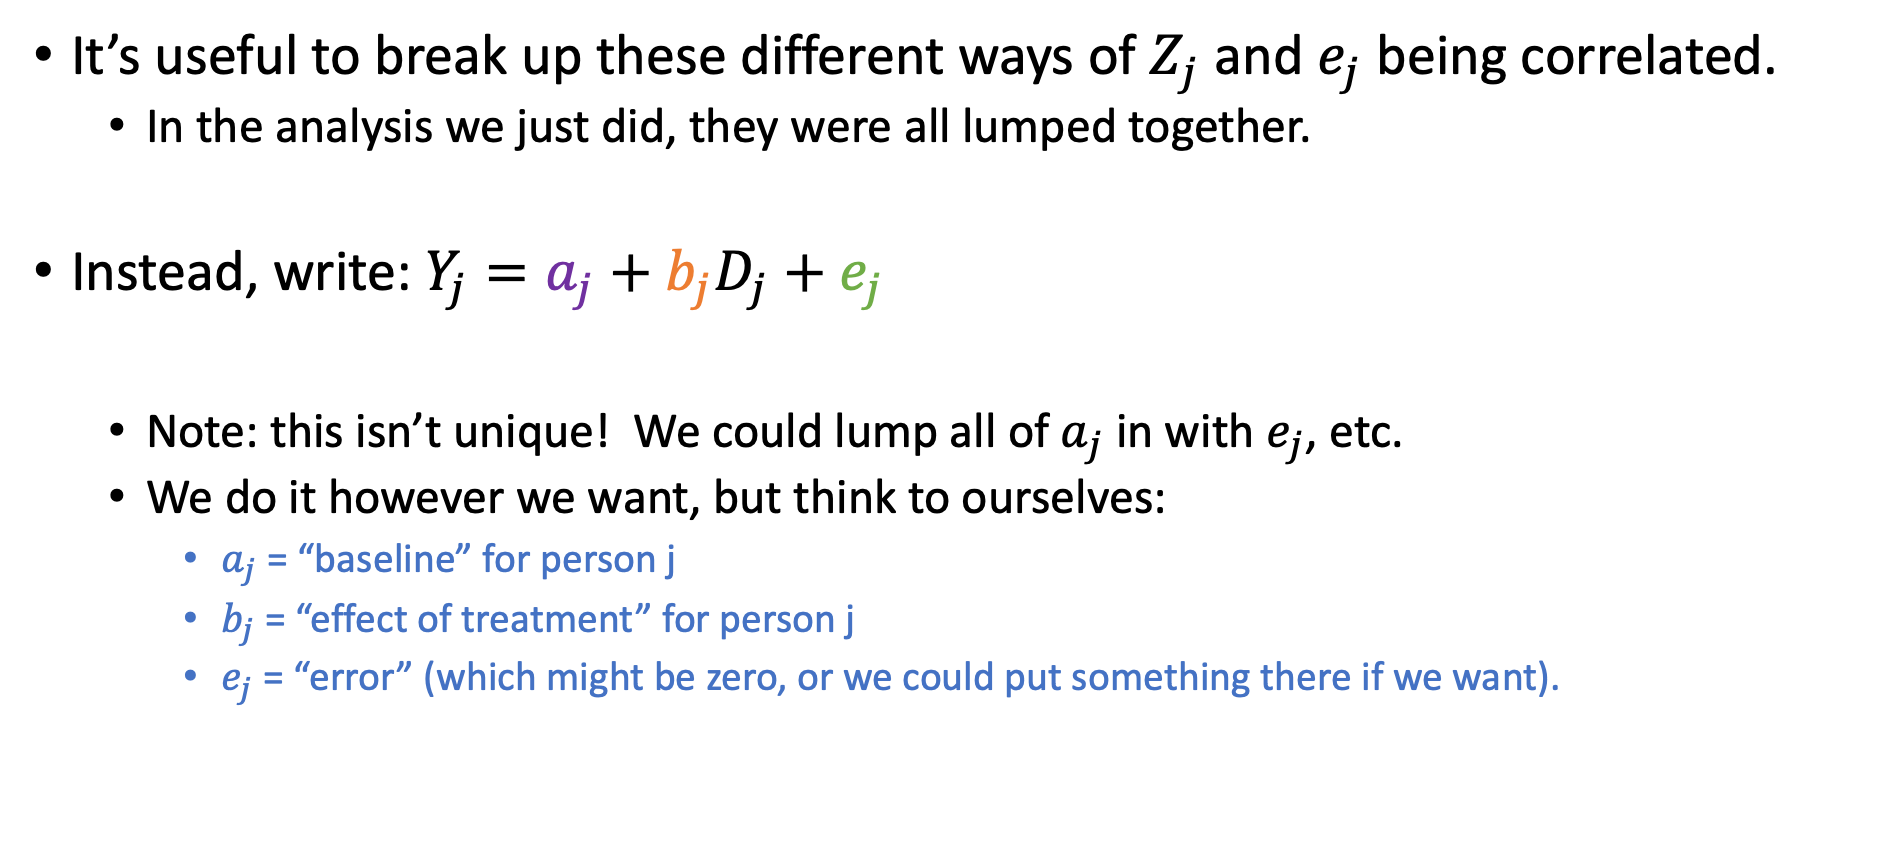 • It’s useful to break up these different ways of Zⱼ and eⱼ being correlated.
• In the analysis we just did, they were all lumped together.
• Instead, write: Yⱼ = aⱼ + bⱼDⱼ + eⱼ
• Note: this isn’t unique!  We could lump all of aⱼ in with eⱼ, etc.
• We do it however we want, but think to ourselves:
• aⱼ = “baseline” for person j
• bⱼ = “effect of treatment” for person j
• eⱼ = “error” (which might be zero, or we could put something there if we want).